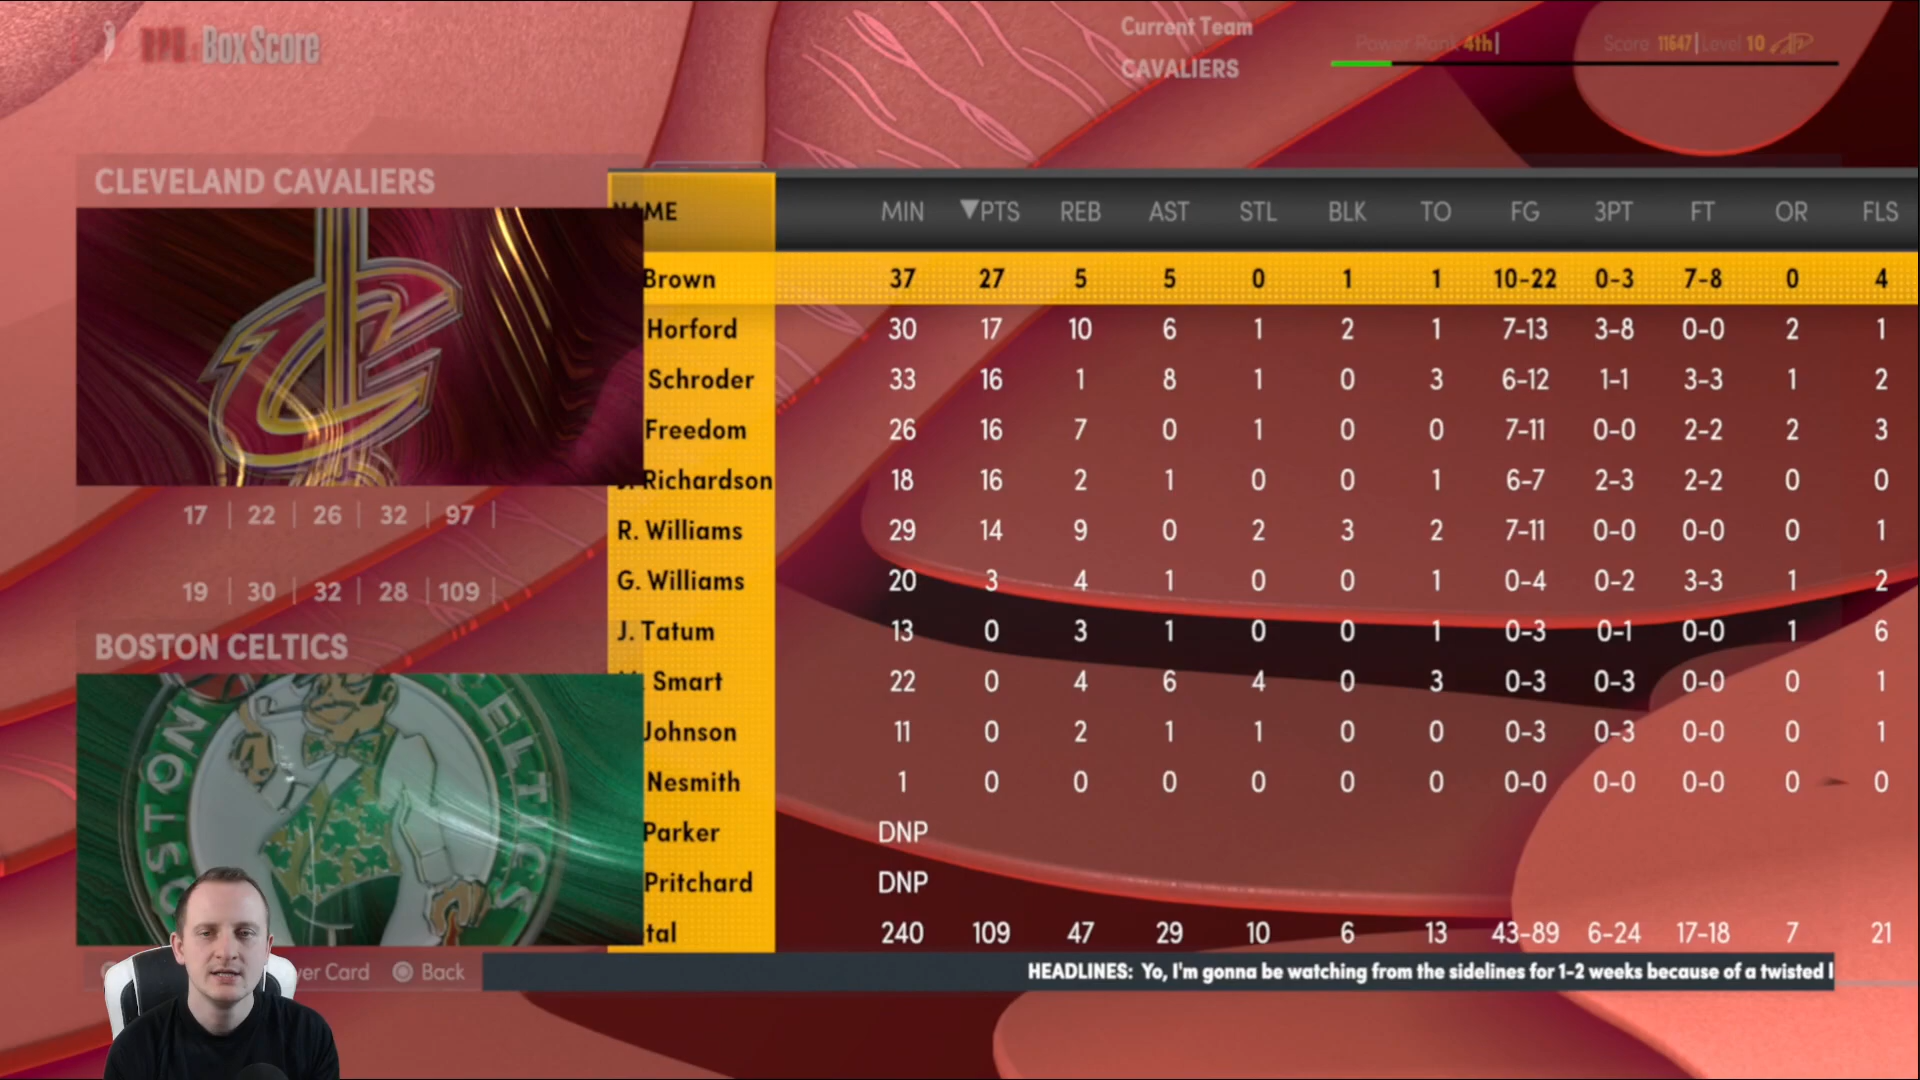 Box Score
Current Team
CAVALIERS
Power Rank 4th|
Score 11647| Level 10
CLEVELAND CAVALIERS
17 | 22 | 26 | 32 | 97 |
19 | 30 | 32 | 28 | 109 |
BOSTON CELTICS
BOSTON CELTICS
NAME MIN ▼PTS REB AST STL BLK TO FG 3PT FT OR FLS
Brown 37 27 5 5 0 1 1 10-22 0-3 7-8 0 4
Horford 30 17 10 6 1 2 1 7-13 3-8 0-0 2 1
Schroder 33 16 1 8 1 0 3 6-12 1-1 3-3 1 2
Freedom 26 16 7 0 1 0 0 7-11 0-0 2-2 2 3
J. Richardson 18 16 2 1 0 0 1 6-7 2-3 2-2 0 0
R. Williams 29 14 9 0 2 3 2 7-11 0-0 0-0 0 1
G. Williams 20 3 4 1 0 0 1 0-4 0-2 3-3 1 2
J. Tatum 13 0 3 1 0 0 1 0-3 0-1 0-0 1 6
Smart 22 0 4 6 4 0 3 0-3 0-3 0-0 0 1
Johnson 11 0 2 1 1 0 0 0-3 0-3 0-0 0 1
Nesmith 1 0 0 0 0 0 0 0-0 0-0 0-0 0 0
Parker DNP
Pritchard DNP
tal 240 109 47 29 10 6 13 43-89 6-24 17-18 7 21
Card Back
HEADLINES: Yo, I'm gonna be watching from the sidelines for 1-2 weeks because of a twisted